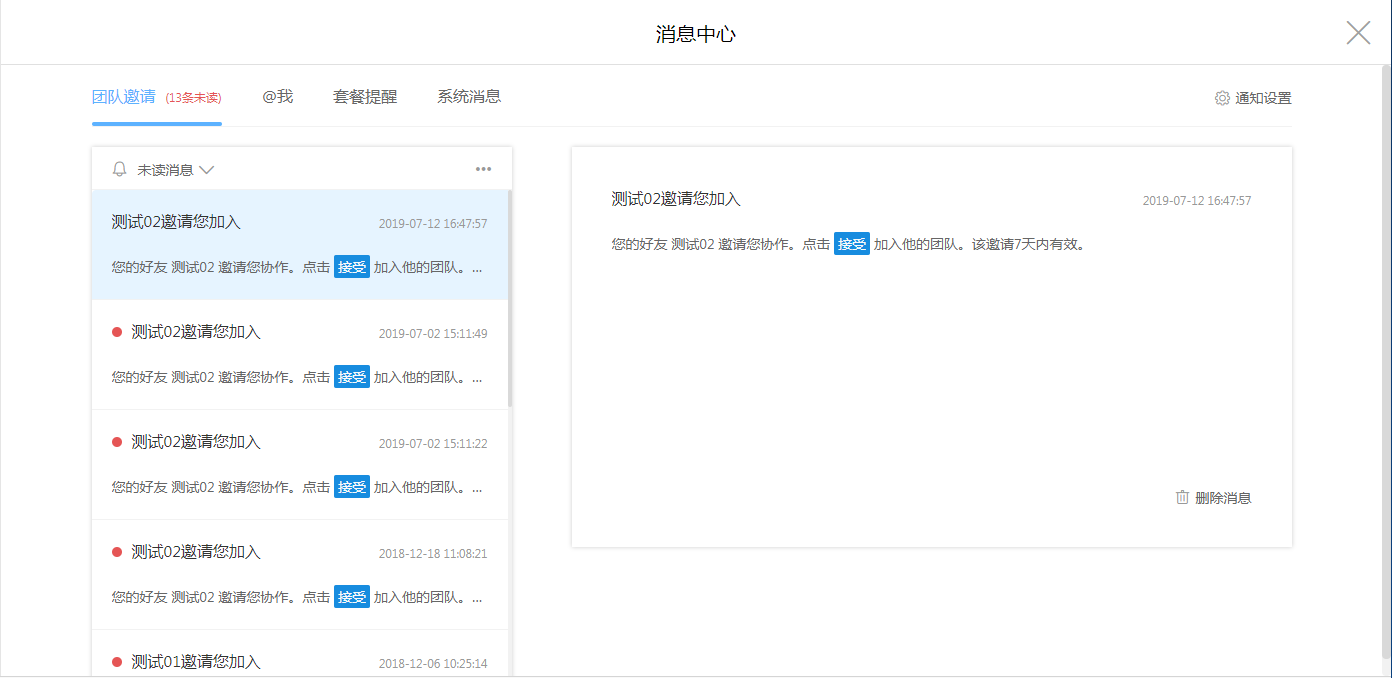 消息中心
团队邀请 (13条未读) @我 套餐提醒 系统消息 通知设置
未读消息
测试02邀请您加入 2019-07-12 16:47:57
您的好友 测试02 邀请您协作。点击 接受 加入他的团队。...
测试02邀请您加入 2019-07-02 15:11:49
您的好友 测试02 邀请您协作。点击 接受 加入他的团队。...
测试02邀请您加入 2019-07-02 15:11:22
您的好友 测试02 邀请您协作。点击 接受 加入他的团队。...
测试02邀请您加入 2018-12-18 11:08:21
您的好友 测试02 邀请您协作。点击 接受 加入他的团队。...
测试01邀请您加入 2018-12-06 10:25:14
测试02邀请您加入 2019-07-12 16:47:57
您的好友 测试02 邀请您协作。点击 接受 加入他的团队。该邀请7天内有效。
删除消息